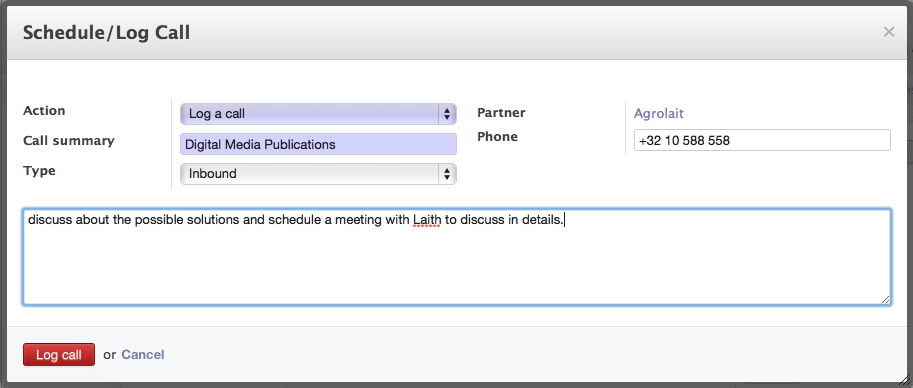 Schedule/Log Call
×
Action
Log a call
Partner
Agrolait
Call summary
Digital Media Publications
Phone
+32 10 588 558
Type
Inbound
discuss about the possible solutions and schedule a meeting with Laith to discuss in details.
Log call or Cancel